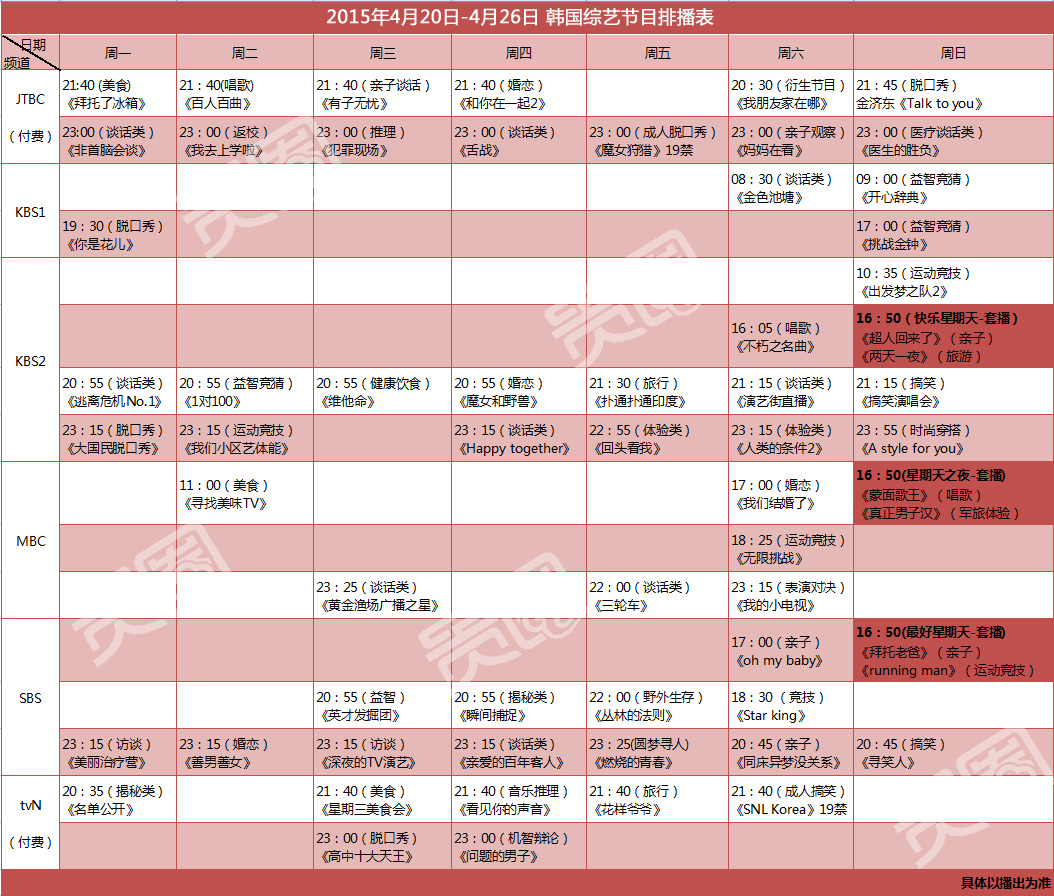 2015年4月20日-4月26日 韩国综艺节目排播表
日期
频道
周一
周二
周三
周四
周五
周六
周日
JTBC
（付费）
21:40 (美食)
《拜托了冰箱》
21：40(唱歌)
《百人百曲》
21：40（亲子谈话）
《有子无忧》
21：40（婚恋）
《和你在一起2》
20：30（衍生节目）
《我朋友家在哪》
21：45（脱口秀）
金济东《Talk to you》
23:00（谈话类）
《非首脑会谈》
23：00（返校）
《我去上学啦》
23：00（推理）
《犯罪现场》
23：00（谈话类）
《舌战》
23：00（成人脱口秀）
《魔女狩猎》19禁
23：00（亲子观察）
《妈妈在看》
23：00（医疗谈话类）
《医生的胜负》
KBS1
08：30（谈话类）
《金色池塘》
09：00（益智竞猜）
《开心辞典》
19：30（脱口秀）
《你是花儿》
17：00（益智竞猜）
《挑战金钟》
KBS2
10：35（运动竞技）
《出发梦之队2》
16：05（唱歌）
《不朽之名曲》
16：50（快乐星期天-套播）
《超人回来了》（亲子）
《两天一夜》（旅游）
20：55（谈话类）
《逃离危机No.1》
20：55（益智竞猜）
《1对100》
20：55（健康饮食）
《维他命》
20：55（婚恋）
《魔女和野兽》
21：30（旅行）
《扑通扑通印度》
21：15（谈话类）
《演艺街直播》
21：15（搞笑）
《搞笑演唱会》
23：15（脱口秀）
《大国民脱口秀》
23：15（运动竞技）
《我们小区艺体能》
23：15（谈话类）
《Happy together》
22：55（体验类）
《回头看我》
23：15（体验类）
《人类的条件2》
23：55（时尚穿搭）
《A style for you》
MBC
11：00（美食）
《寻找美味TV》
17：00（婚恋）
《我们结婚了》
16：50(星期天之夜-套播)
《蒙面歌王》（唱歌）
《真正男子汉》（军旅体验）
18：25（运动竞技）
《无限挑战》
23：25（谈话类）
《黄金渔场广播之星》
22：00（谈话类）
《三轮车》
23：15（表演对决）
《我的小电视》
SBS
17：00（亲子）
《oh my baby》
16：50(最好星期天-套播)
《拜托老爸》（亲子）
《running man》（运动竞技）
20：55（益智）
《英才发掘团》
20：55（揭秘类）
《瞬间捕捉》
22：00（野外生存）
《丛林的法则》
18：30 （竞技）
《Star king》
23：15（访谈）
《美丽治疗营》
23：15（婚恋）
《善男善女》
23：15（访谈）
《深夜的TV演艺》
23：15（谈话类）
《亲爱的百年客人》
23：25(圆梦寻人)
《燃烧的青春》
20：45（亲子）
《同床异梦没关系》
20：45（搞笑）
《寻笑人》
tvN
（付费）
20：35（揭秘类）
《名单公开》
21：40（美食）
《星期三美食会》
21：40（音乐推理）
《看见你的声音》
21：40（旅行）
《花样爷爷》
21：40（成人搞笑）
《SNL Korea》19禁
23：00（脱口秀）
《高中十大天王》
23：00（机智辩论）
《问题的男子》
具体以播出为准